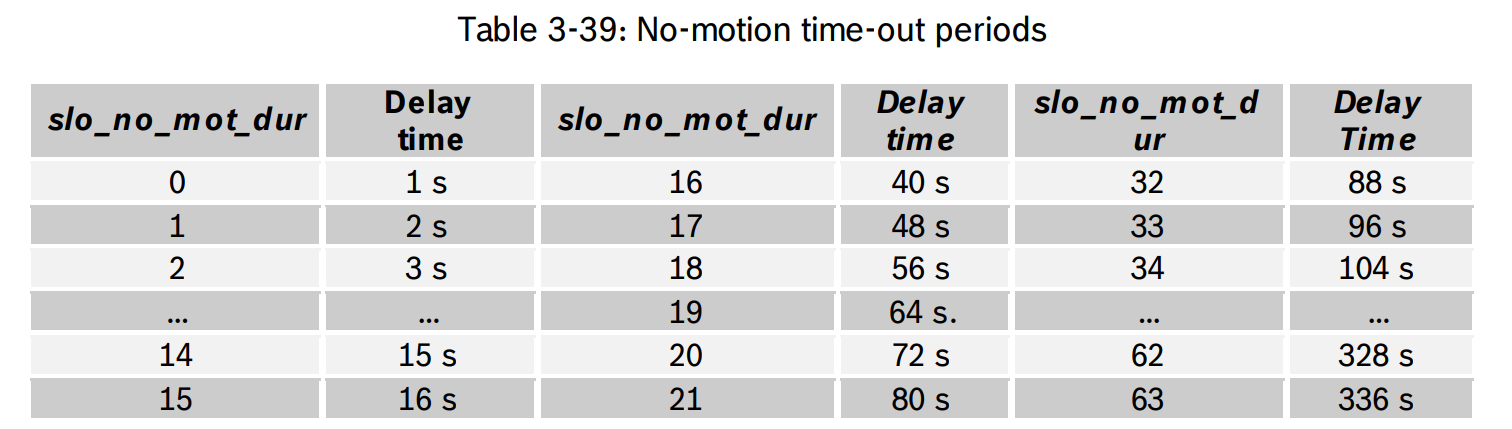 Table 3-39: No-motion time-out periods
slo_no_mot_dur Delay time slo_no_mot_dur Delay time slo_no_mot_d ur Delay Time
0 1 s 16 40 s 32 88 s
1 2 s 17 48 s 33 96 s
2 3 s 18 56 s 34 104 s
... ... 19 64 s. ... ...
14 15 s 20 72 s 62 328 s
15 16 s 21 80 s 63 336 s